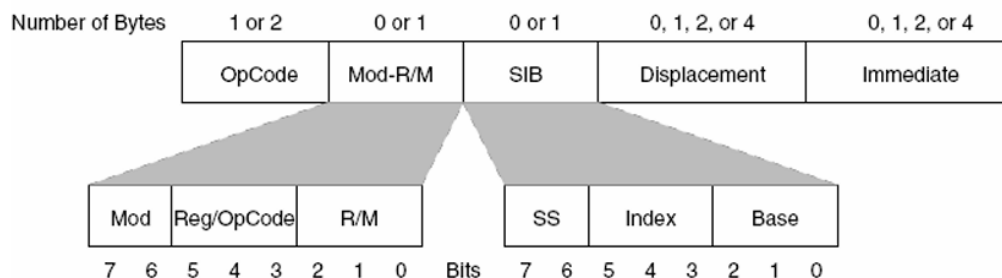 Number of Bytes 1 or 2 0 or 1 0 or 1 0, 1, 2, or 4 0, 1, 2, or 4
OpCode Mod-R/M SIB Displacement Immediate
Mod Reg/OpCode R/M SS Index Base
7 6 5 4 3 2 1 0 Bits 7 6 5 4 3 2 1 0